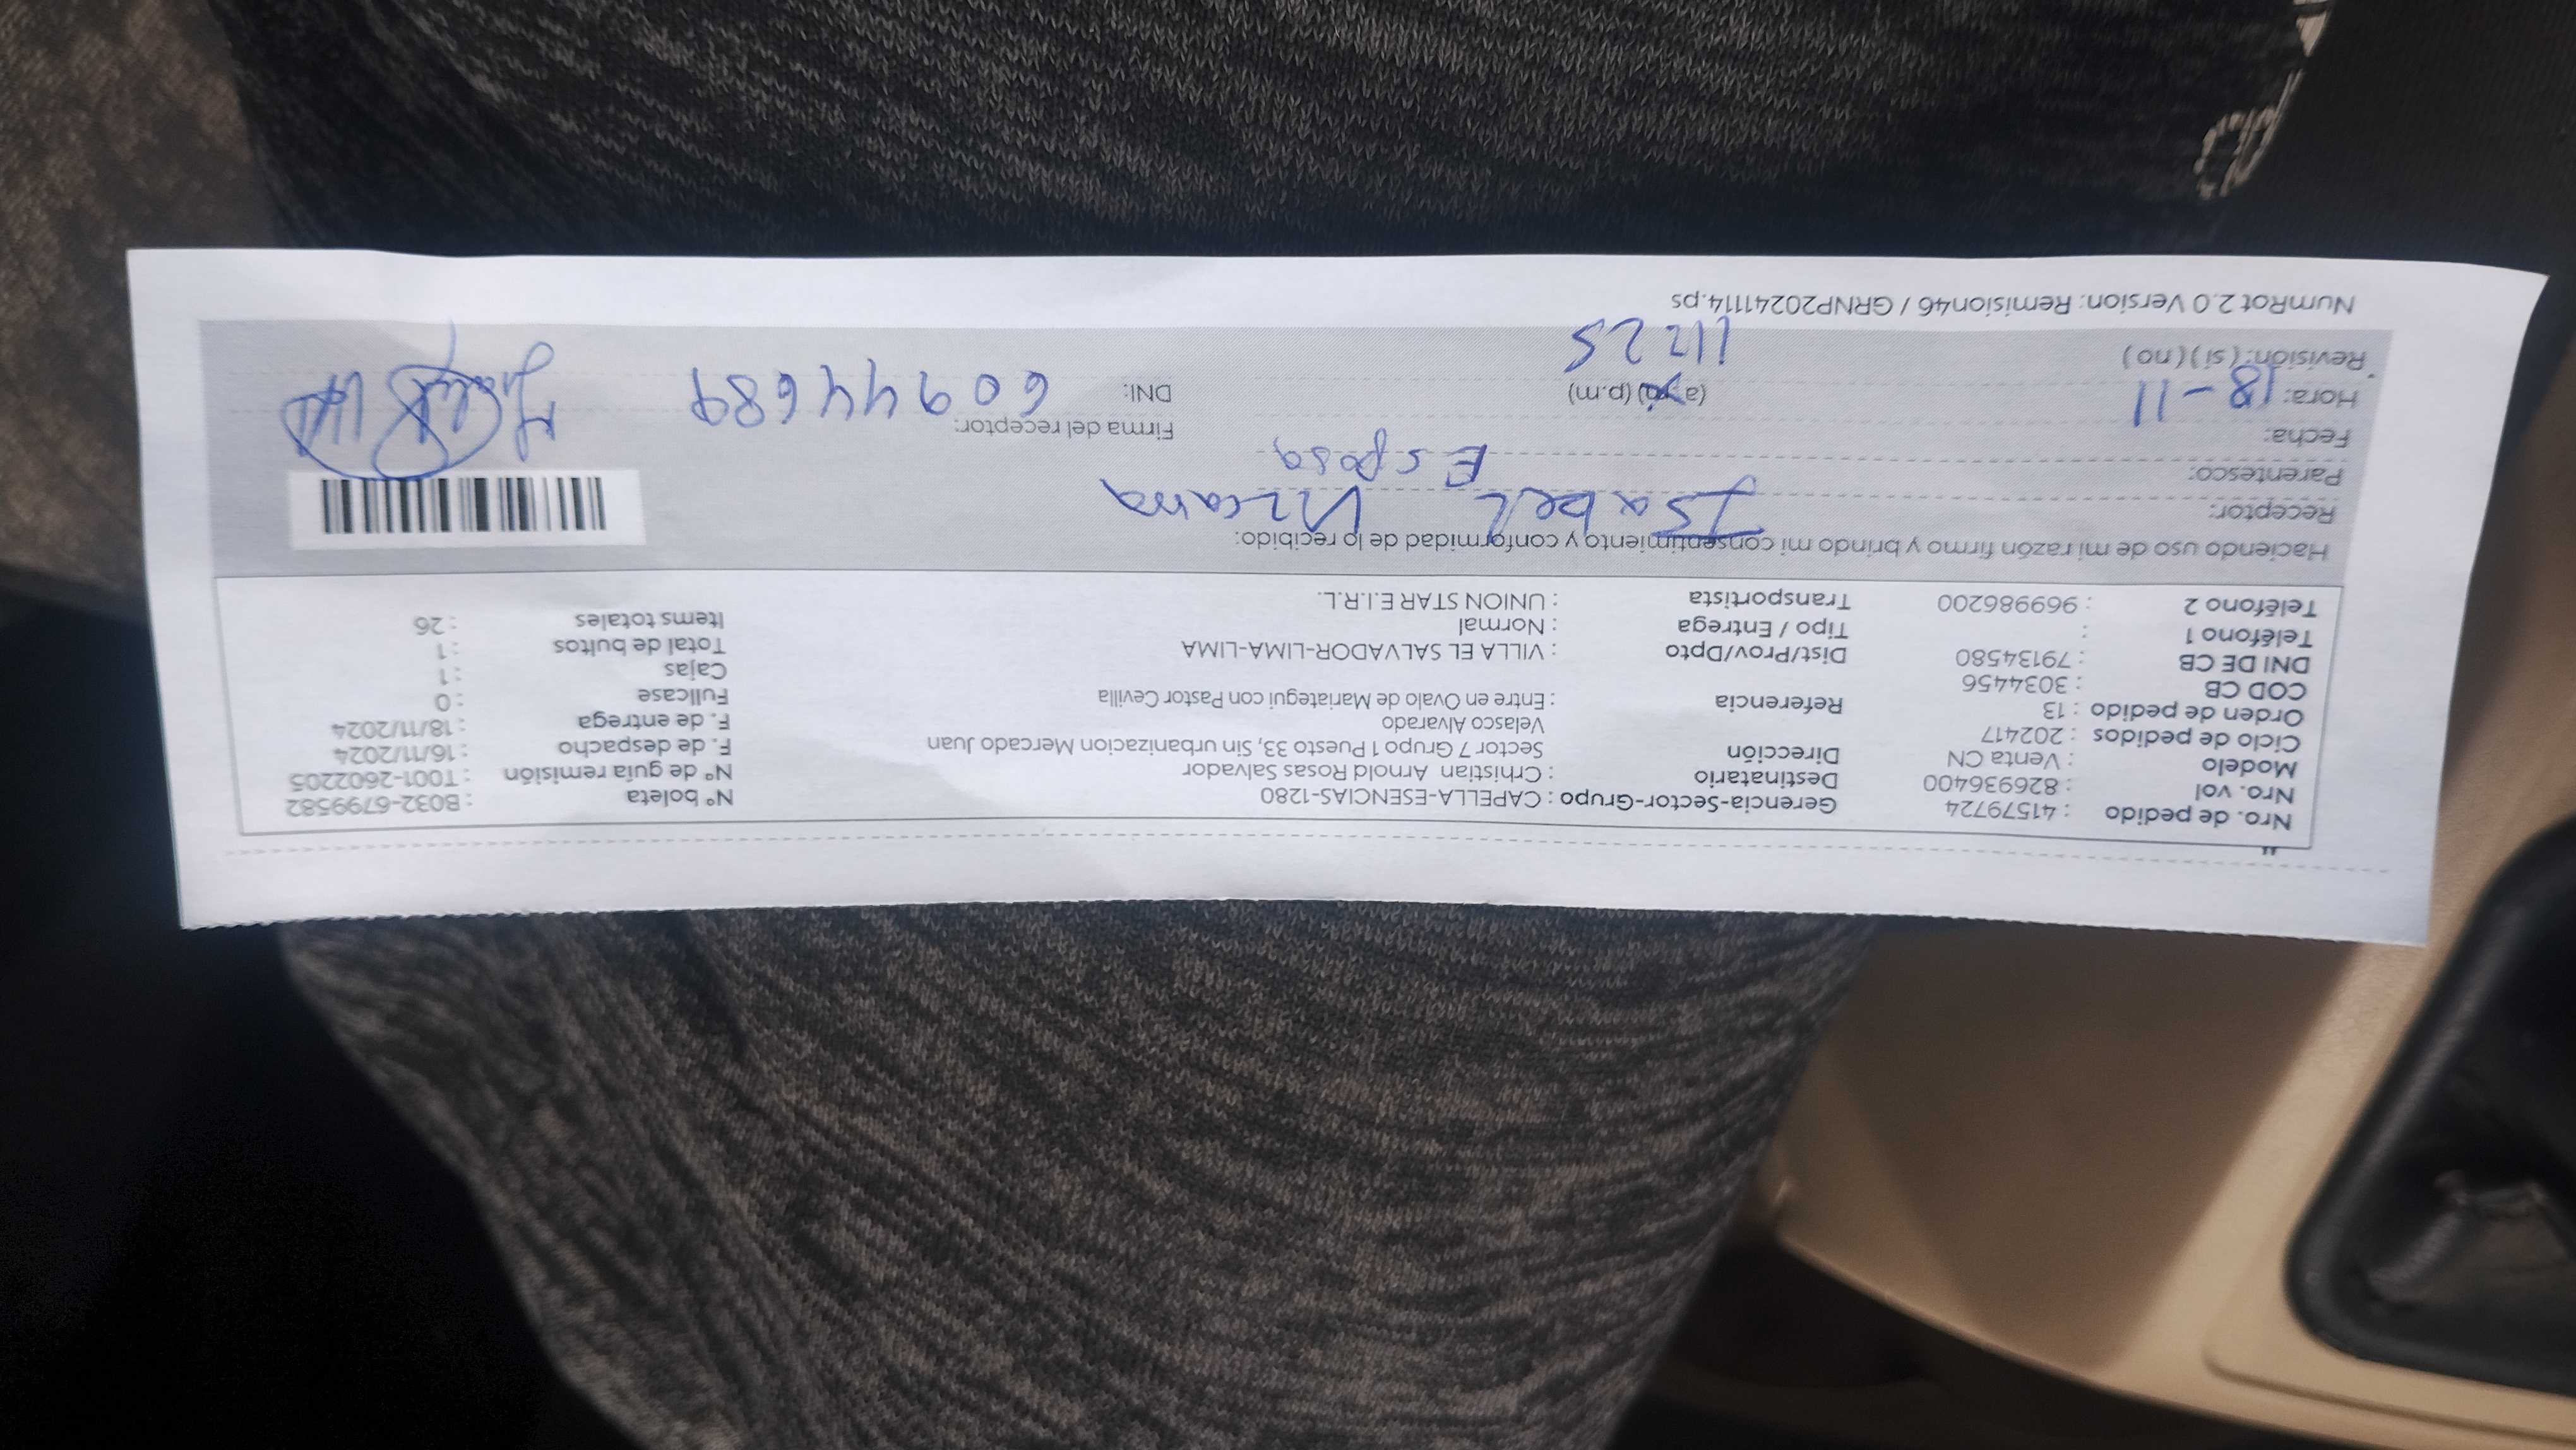 Nro. de pedido : 41579724 Gerencia-Sector-Grupo : CAPELLA-ESENCIAS-1280 N° boleta : B032-6799582
Nro. vol : 826936400 Destinatario : Crhistian Arnold Rosas Salvador N° de guía remisión : T001-2602205
Modelo : Venta CN Dirección Sector 7 Grupo 1 Puesto 33, Sin urbanizacion Mercado Juan F. de despacho : 16/11/2024
Ciclo de pedidos : 202417 Velasco Alvarado F. de entrega : 18/11/2024
Orden de pedido : 13 Referencia : Entre en Ovalo de Mariategui con Pastor Cevilla Fullcase : 0
COD CB : 3034456 Cajas : 1
DNI DE CB : 79134580 Dist/Prov/Dpto : VILLA EL SALVADOR-LIMA-LIMA Total de bultos : 1
Teléfono 1 : Tipo / Entrega : Normal Items totales : 26
Teléfono 2 : 969986200 Transportista : UNION STAR E.I.R.L.
Haciendo uso de mi razón firmo y brindo mi consentimiento y conformidad de lo recibido:
Receptor: Isabel
Parentesco: Esposa
Fecha: Firma del receptor:
Hora: 18-11 (p.m) DNI: 60944689
Revisión: (si) (no) 11:25
NumRot 2.0 Version: Remision46 / GRNP20241114.ps